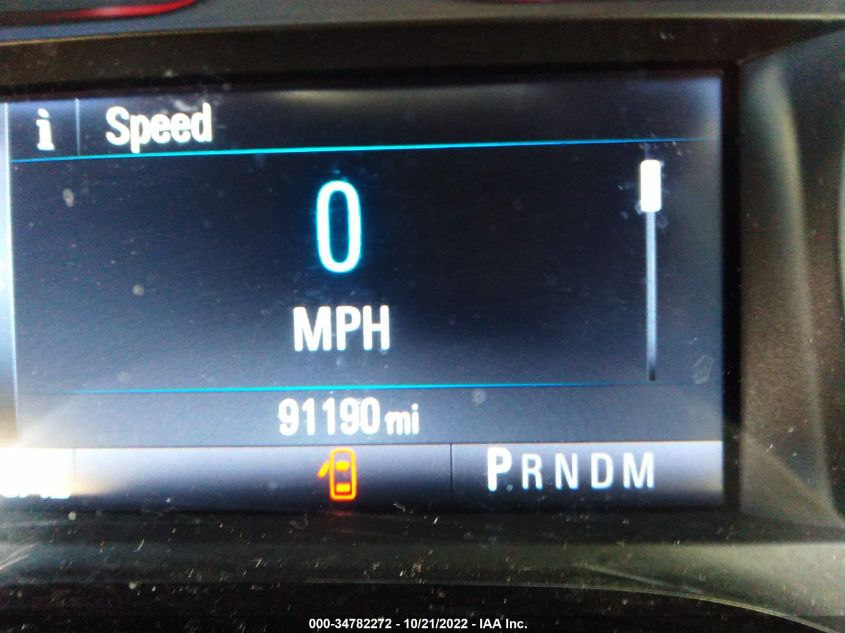 i Speed
0
MPH
91190 mi
PRNDM
000-34782272 - 10/21/2022 - IAA Inc.